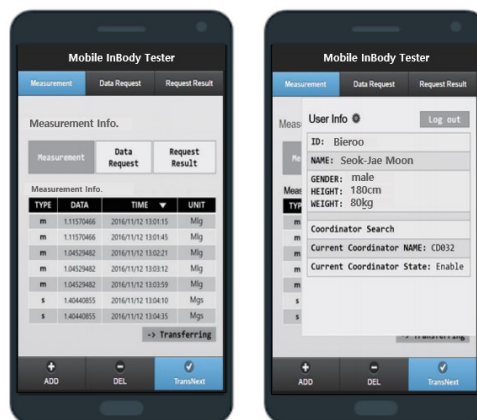 Mobile InBody Tester
Measurement Data Request Request Result
Measurement Info.
Measurement Data Request Request Result
Measurement Info.
TYPE DATA TIME ▼ UNIT
m 1.11570466 2016/11/12 13:01:15 Mlg
m 1.11570466 2016/11/12 13:01:45 Mlg
m 1.04529482 2016/11/12 13:02:21 Mlg
m 1.04529482 2016/11/12 13:03:12 Mlg
m 1.04529482 2016/11/12 13:03:59 Mlg
s 1.40440855 2016/11/12 13:04:10 Mgs
s 1.40440855 2016/11/12 13:04:35 Mgs
-> Transferring
ADD DEL TransNext
Mobile InBody Tester
Measurement Data Request Request Result
Meas
User Info Log out
ID: Bieroo
Me
NAME: Seok-Jae Moon
GENDER: male
HEIGHT: 180cm
Meas
WEIGHT: 80kg
TYP
m
Coordinator Search
m
Current Coordinator NAME: CD032
m
m
Current Coordinator State: Enable
m
s
s
-> Transferring
ADD DEL TransNext